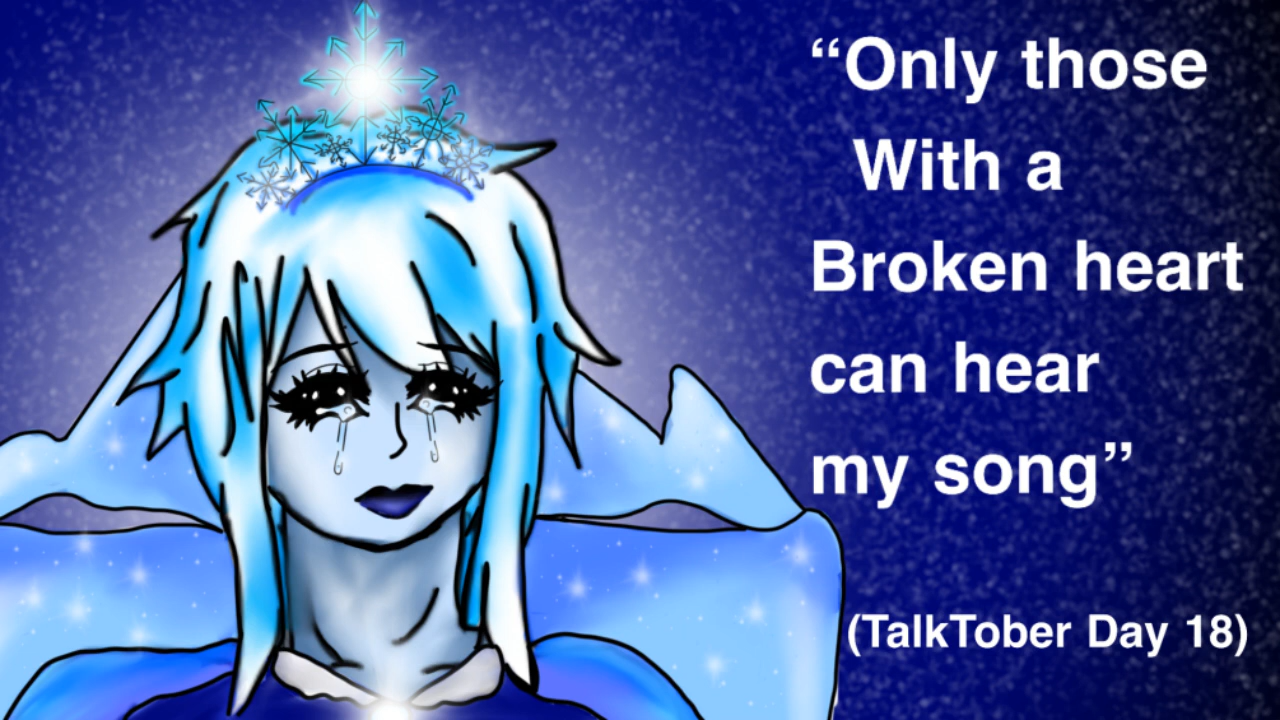 “Only those
With a
Broken heart
can hear
my song”
(TalkTober Day 18)